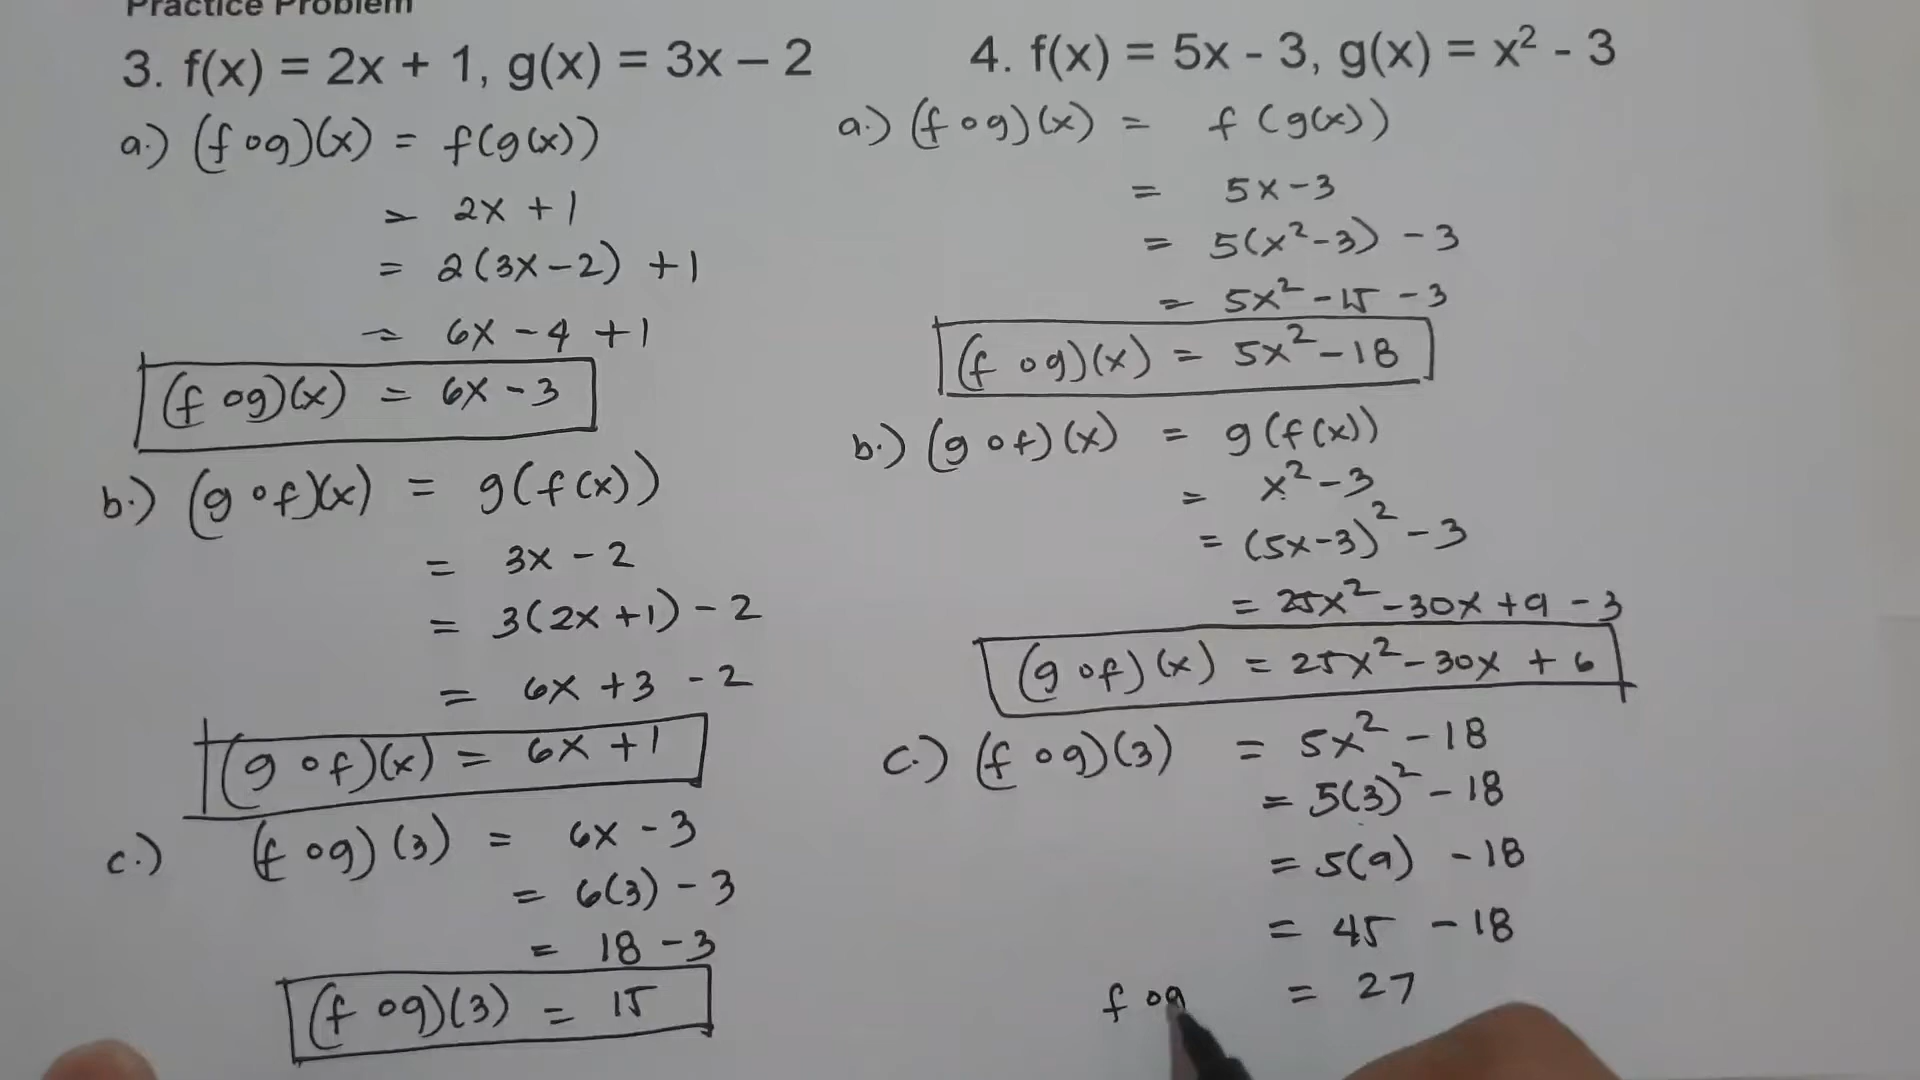 Practice Problem
3. f(x) = 2x + 1, g(x) = 3x – 2
a.) (f o g)(x) = f(g(x))
= 2x + 1
= 2(3x – 2) + 1
= 6x – 4 + 1
(f o g)(x) = 6x – 3
b.) (g o f)(x) = g(f(x))
= 3x – 2
= 3(2x + 1) – 2
= 6x + 3 – 2
(g o f)(x) = 6x + 1
c.) (f o g)(3) = 6x – 3
= 6(3) – 3
= 18 – 3
(f o g)(3) = 15
4. f(x) = 5x - 3, g(x) = x² - 3
a.) (f o g)(x) = f(g(x))
= 5x – 3
= 5(x² – 3) – 3
= 5x² – 15 – 3
(f o g)(x) = 5x² – 18
b.) (g o f)(x) = g(f(x))
= x² – 3
= (5x – 3)² – 3
= 25x² – 30x + 9 – 3
(g o f)(x) = 25x² – 30x + 6
c.) (f o g)(3) = 5x² – 18
= 5(3)² – 18
= 5(9) – 18
= 45 – 18
f o g = 27